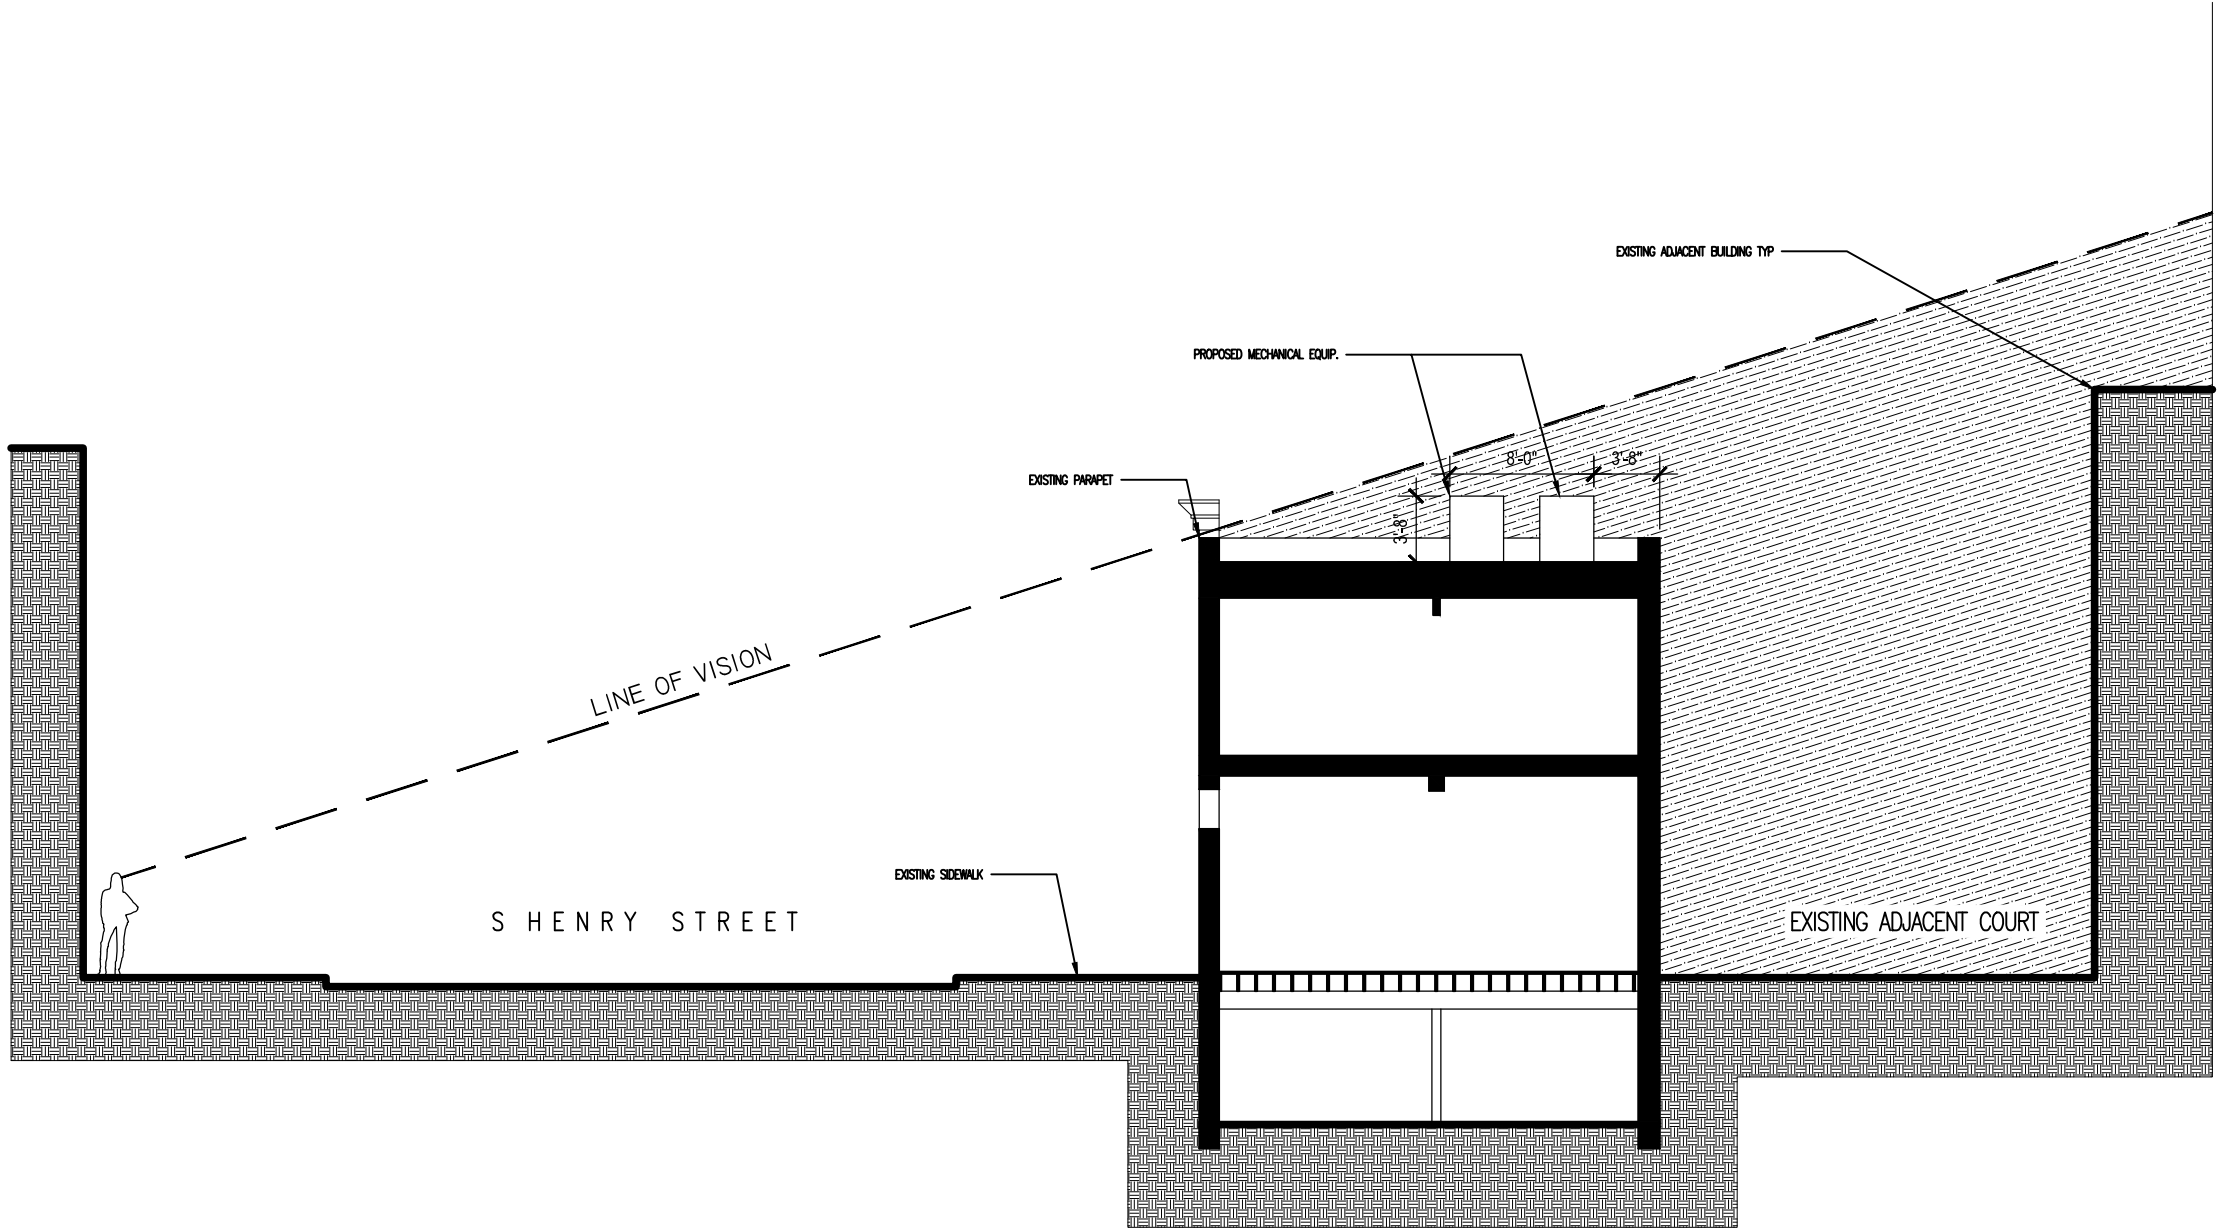 EXISTING ADJACENT BUILDING TYP
PROPOSED MECHANICAL EQUIP.
EXISTING PARAPET
8'-0"
3'-8"
3'-8"
LINE OF VISION
EXISTING SIDEWALK
S HENRY STREET
EXISTING ADJACENT COURT